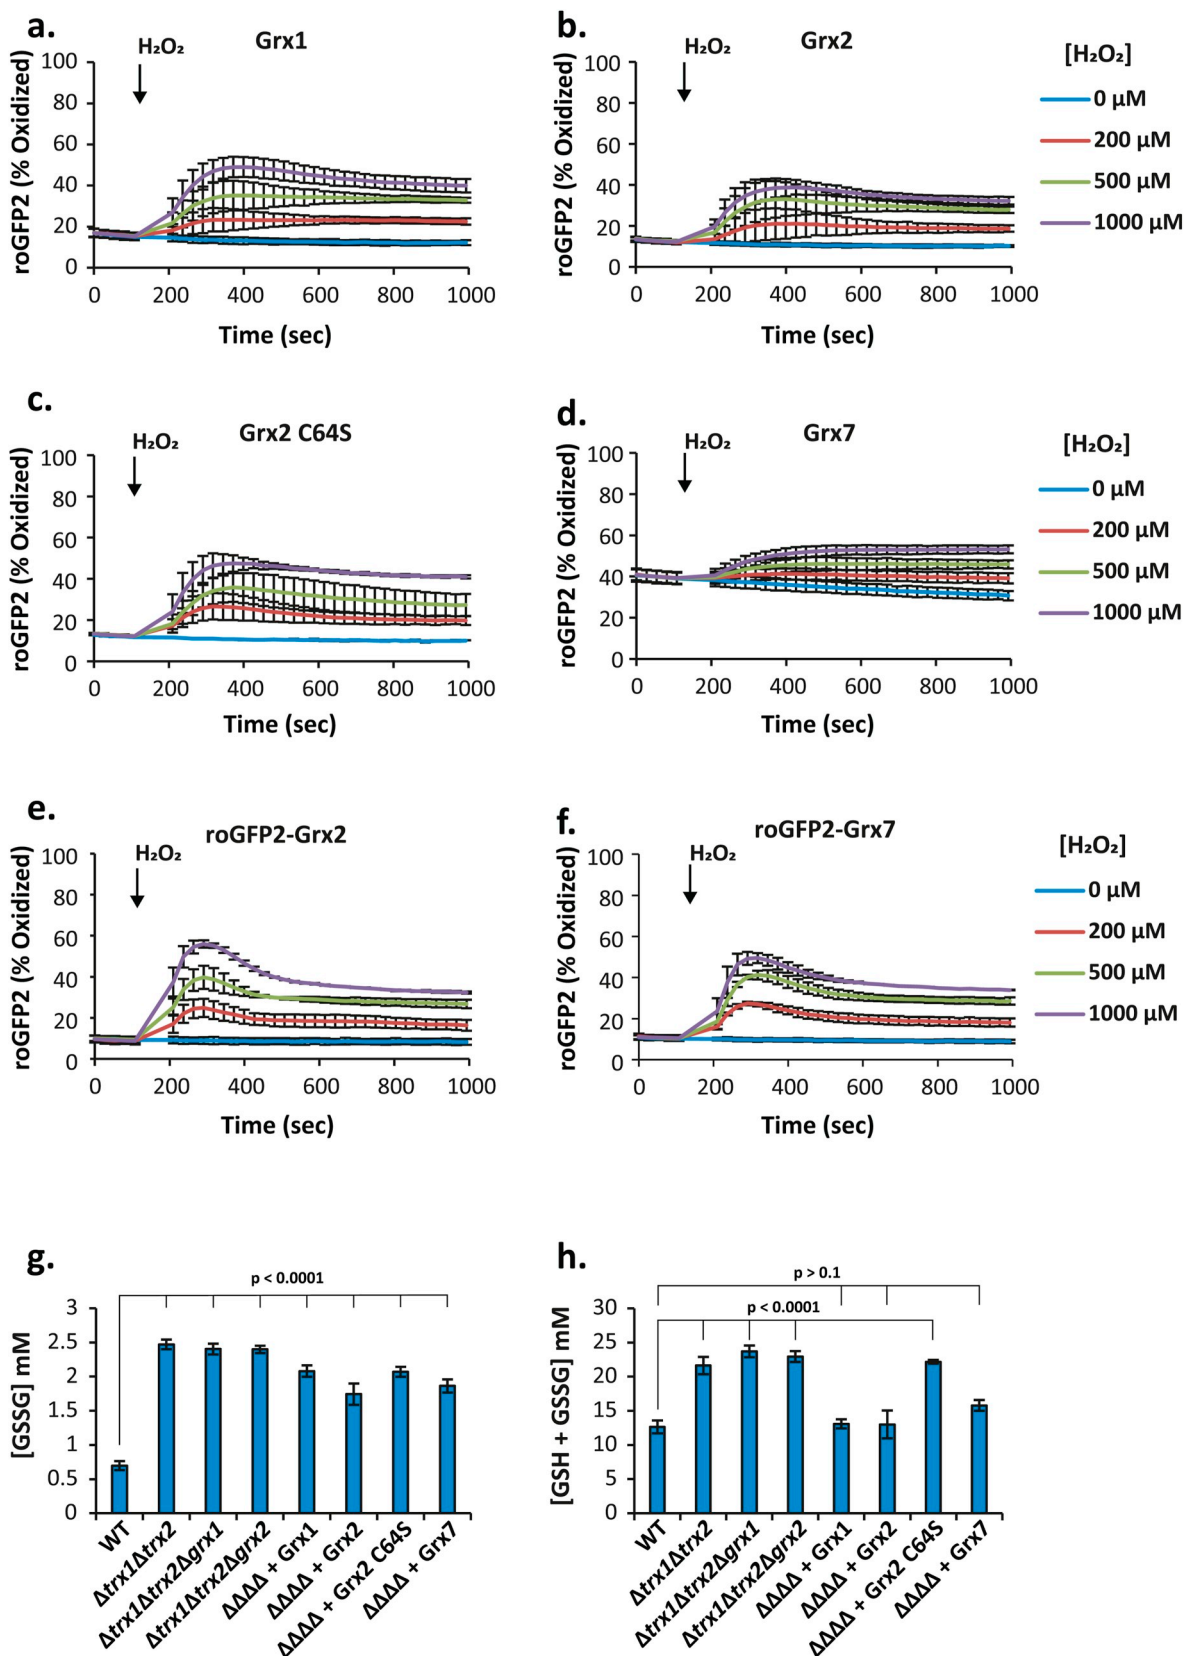 a.
Grx1
H₂O₂
roGFP2 (% Oxidized)
100
80
60
40
20
0
0 200 400 600 800 1000
Time (sec)
b.
Grx2
H₂O₂
roGFP2 (% Oxidized)
100
80
60
40
20
0
0 200 400 600 800 1000
Time (sec)
[H₂O₂]
0 µM
200 µM
500 µM
1000 µM
c.
Grx2 C64S
H₂O₂
roGFP2 (% Oxidized)
100
80
60
40
20
0
0 200 400 600 800 1000
Time (sec)
d.
Grx7
H₂O₂
roGFP2 (% Oxidized)
100
80
60
40
20
0
0 200 400 600 800 1000
Time (sec)
[H₂O₂]
0 µM
200 µM
500 µM
1000 µM
e.
roGFP2-Grx2
H₂O₂
roGFP2 (% Oxidized)
100
80
60
40
20
0
0 200 400 600 800 1000
Time (sec)
f.
roGFP2-Grx7
H₂O₂
roGFP2 (% Oxidized)
100
80
60
40
20
0
0 200 400 600 800 1000
Time (sec)
[H₂O₂]
0 µM
200 µM
500 µM
1000 µM
g.
p < 0.0001
[GSSG] mM
3
2.5
2
1.5
1
0.5
0
WT
Δtrx1Δtrx2
Δtrx1Δtrx2Δgrx1
Δtrx1Δtrx2Δgrx2
ΔΔΔΔ + Grx1
ΔΔΔΔ + Grx2
ΔΔΔΔ + Grx2 C64S
ΔΔΔΔ + Grx7
h.
p > 0.1
p < 0.0001
[GSH + GSSG] mM
30
25
20
15
10
5
0
WT
Δtrx1Δtrx2
Δtrx1Δtrx2Δgrx1
Δtrx1Δtrx2Δgrx2
ΔΔΔΔ + Grx1
ΔΔΔΔ + Grx2
ΔΔΔΔ + Grx2 C64S
ΔΔΔΔ + Grx7